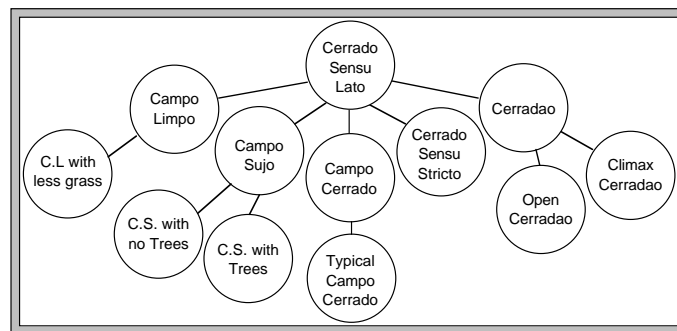 Cerrado
Sensu
Lato
Campo
Limpo
Cerradao
Campo
Sujo
Cerrado
Sensu
Stricto
C.L with
less grass
Campo
Cerrado
Climax
Cerradao
Open
Cerradao
C.S. with
no Trees
C.S. with
Trees
Typical
Campo
Cerrado